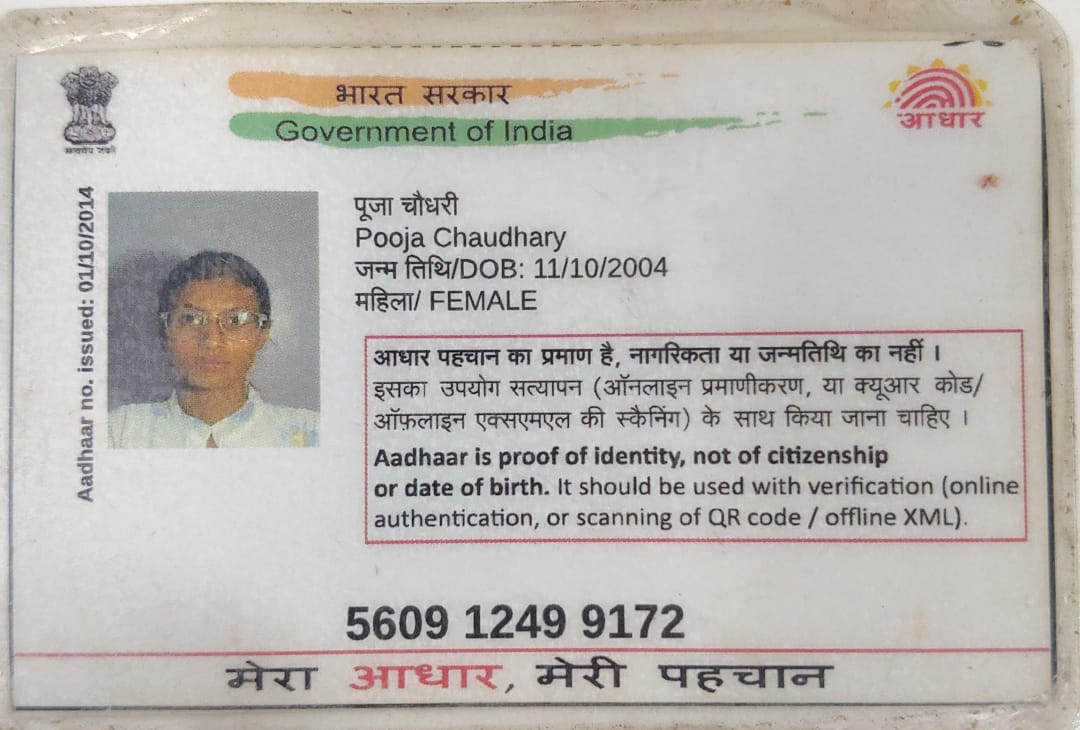 भारत सरकार
Government of India
आधार
Aadhaar no. issued: 01/10/2014
पूजा चौधरी
Pooja Chaudhary
जन्म तिथि/DOB: 11/10/2004
महिला/ FEMALE
आधार पहचान का प्रमाण है, नागरिकता या जन्मतिथि का नहीं ।
इसका उपयोग सत्यापन (ऑनलाइन प्रमाणीकरण, या क्यूआर कोड/
ऑफ़लाइन एक्सएमएल की स्कैनिंग) के साथ किया जाना चाहिए ।
Aadhaar is proof of identity, not of citizenship
or date of birth. It should be used with verification (online
authentication, or scanning of QR code / offline XML).
5609 1249 9172
मेरा आधार, मेरी पहचान